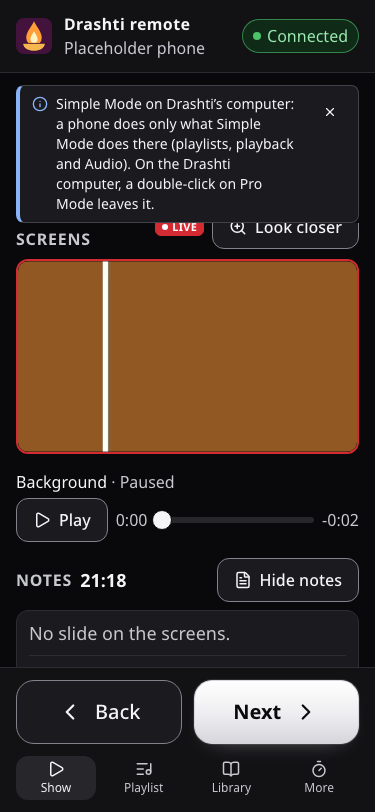 Drashti remote
Placeholder phone
Connected
Simple Mode on Drashti’s computer:
a phone does only what Simple
Mode does there (playlists, playback
and Audio). On the Drashti
computer, a double-click on Pro
Mode leaves it.
SCREENS
LIVE
Look closer
Background · Paused
Play
0:00
-0:02
NOTES 21:18
Hide notes
No slide on the screens.
Back
Next
Show
Playlist
Library
More